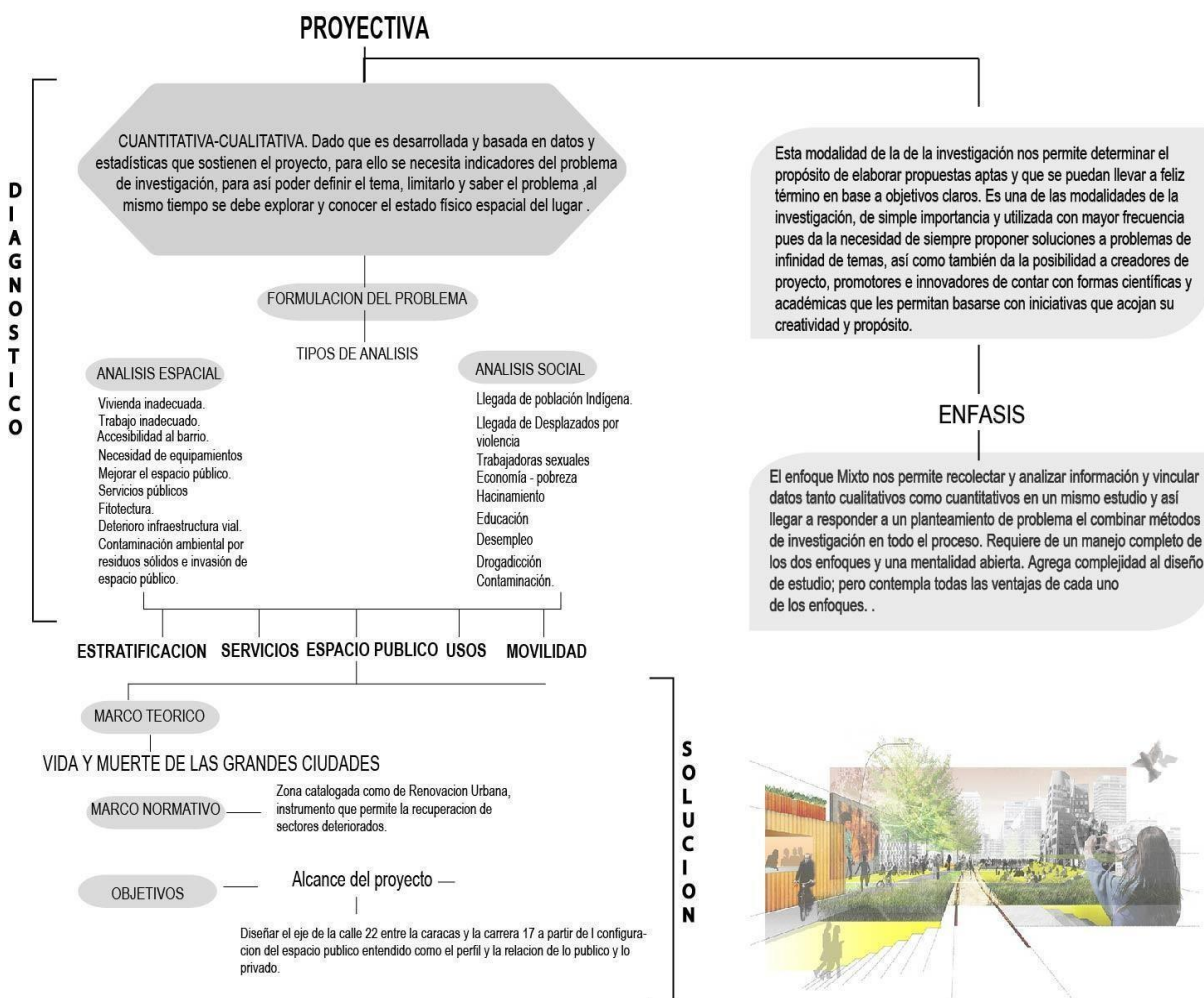 PROYECTIVA
CUANTITATIVA-CUALITATIVA. Dado que es desarrollada y basada en datos y
estadísticas que sostienen el proyecto, para ello se necesita indicadores del problema
de investigación, para así poder definir el tema, limitarlo y saber el problema ,al
mismo tiempo se debe explorar y conocer el estado físico espacial del lugar .
DIAGNOSTICO
FORMULACION DEL PROBLEMA
TIPOS DE ANALISIS
ANALISIS ESPACIAL
Vivienda inadecuada.
Trabajo inadecuado.
Accesibilidad al barrio.
Necesidad de equipamientos
Mejorar el espacio público.
Servicios públicos
Fitotectura.
Deterioro infraestructura vial.
Contaminación ambiental por
residuos sólidos e invasión de
espacio público.
ANALISIS SOCIAL
Llegada de población Indígena.
Llegada de Desplazados por
violencia
Trabajadoras sexuales
Economía - pobreza
Hacinamiento
Educación
Desempleo
Drogadicción
Contaminación.
ESTRATIFICACION SERVICIOS ESPACIO PUBLICO USOS MOVILIDAD
MARCO TEORICO
VIDA Y MUERTE DE LAS GRANDES CIUDADES
MARCO NORMATIVO
Zona catalogada como de Renovacion Urbana,
instrumento que permite la recuperacion de
sectores deteriorados.
OBJETIVOS
Alcance del proyecto
Diseñar el eje de la calle 22 entre la caracas y la carrera 17 a partir de l configura-
cion del espacio publico entendido como el perfil y la relacion de lo publico y lo
privado.
SOLUCION
Esta modalidad de la de la investigación nos permite determinar el
propósito de elaborar propuestas aptas y que se puedan llevar a feliz
término en base a objetivos claros. Es una de las modalidades de la
investigación, de simple importancia y utilizada con mayor frecuencia
pues da la necesidad de siempre proponer soluciones a problemas de
infinidad de temas, así como también da la posibilidad a creadores de
proyecto, promotores e innovadores de contar con formas científicas y
académicas que les permitan basarse con iniciativas que acojan su
creatividad y propósito.
ENFASIS
El enfoque Mixto nos permite recolectar y analizar información y vincular
datos tanto cualitativos como cuantitativos en un mismo estudio y así
llegar a responder a un planteamiento de problema el combinar métodos
de investigación en todo el proceso. Requiere de un manejo completo de
los dos enfoques y una mentalidad abierta. Agrega complejidad al diseño
de estudio; pero contempla todas las ventajas de cada uno
de los enfoques. .